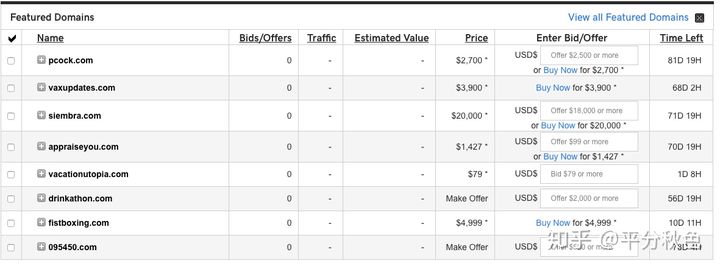 Featured Domains View all Featured Domains
Name Bids/Offers Traffic Estimated Value Price Enter Bid/Offer Time Left
pcock.com 0 - - $2,700 * USD$ Offer $2,500 or more 81D 19H
or Buy Now for $2,700 *
vaxupdates.com 0 - - $3,900 * Buy Now for $3,900 * 68D 2H
siembra.com 0 - - $20,000 * USD$ Offer $18,000 or more 71D 19H
or Buy Now for $20,000 *
appraiseyou.com 0 - - $1,427 * USD$ Offer $99 or more 70D 19H
or Buy Now for $1,427 *
vacationutopia.com 0 - - $79 * USD$ Bid $79 or more 1D 8H
drinkathon.com 0 - - Make Offer USD$ Offer $2,000 or more 56D 19H
fistboxing.com 0 - - $4,999 * Buy Now for $4,999 * 10D 11H
095450.com 0 - - Make Offer USD$ or more
知乎 @平分秋色